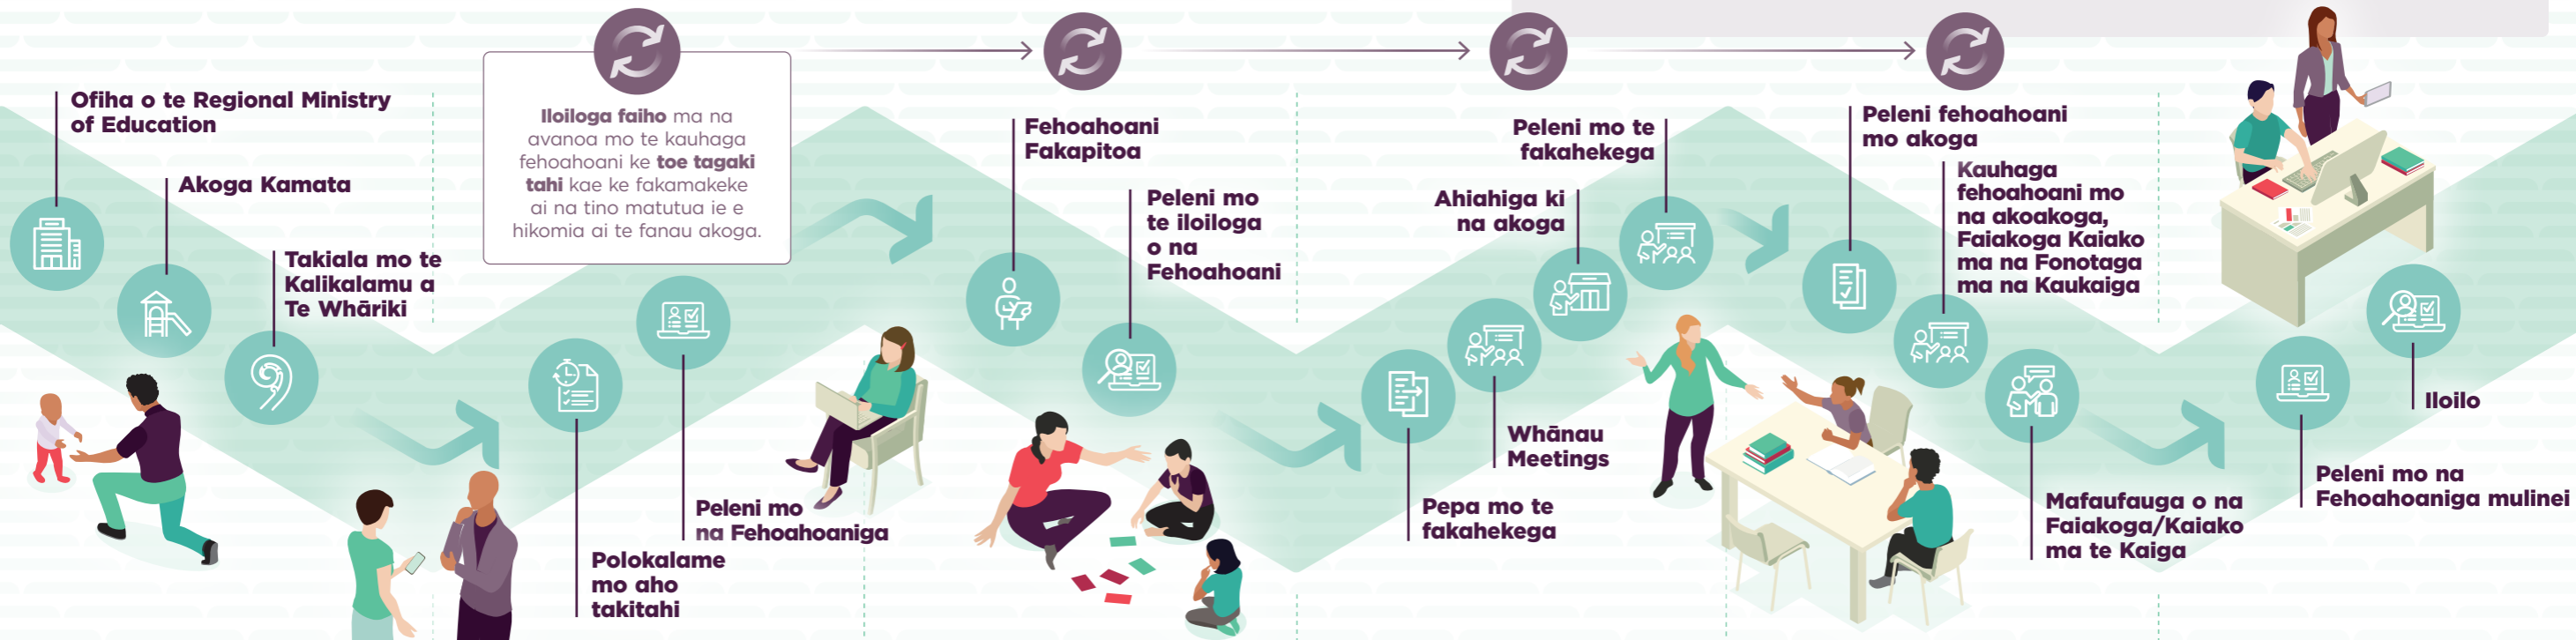 Ofiha o te Regional Ministry
of Education
Akoga Kamata
Takiala mo te
Kalikalamu a
Te Whāriki
Iloiloga faiho ma na
avanoa mo te kauhaga
fehoahoani ke toe tagaki
tahi kae ke fakamakeke
ai na tino matutua ie e
hikomia ai te fanau akoga.
Polokalame
mo aho
takitahi
Peleni mo
na Fehoahoaniga
Fehoahoani
Fakapitoa
Peleni mo
te iloiloga
o na
Fehoahoani
Pepa mo te
fakahekega
Whānau
Meetings
Ahiahiga ki
na akoga
Peleni mo te
fakahekega
Peleni fehoahoani
mo akoga
Kauhaga
fehoahoani mo
na akoakoga,
Faiakoga Kaiako
ma na Fonotaga
ma na Kaukaiga
Mafaufauga o na
Faiakoga/Kaiako
ma te Kaiga
Peleni mo na
Fehoahoaniga mulinei
Iloilo